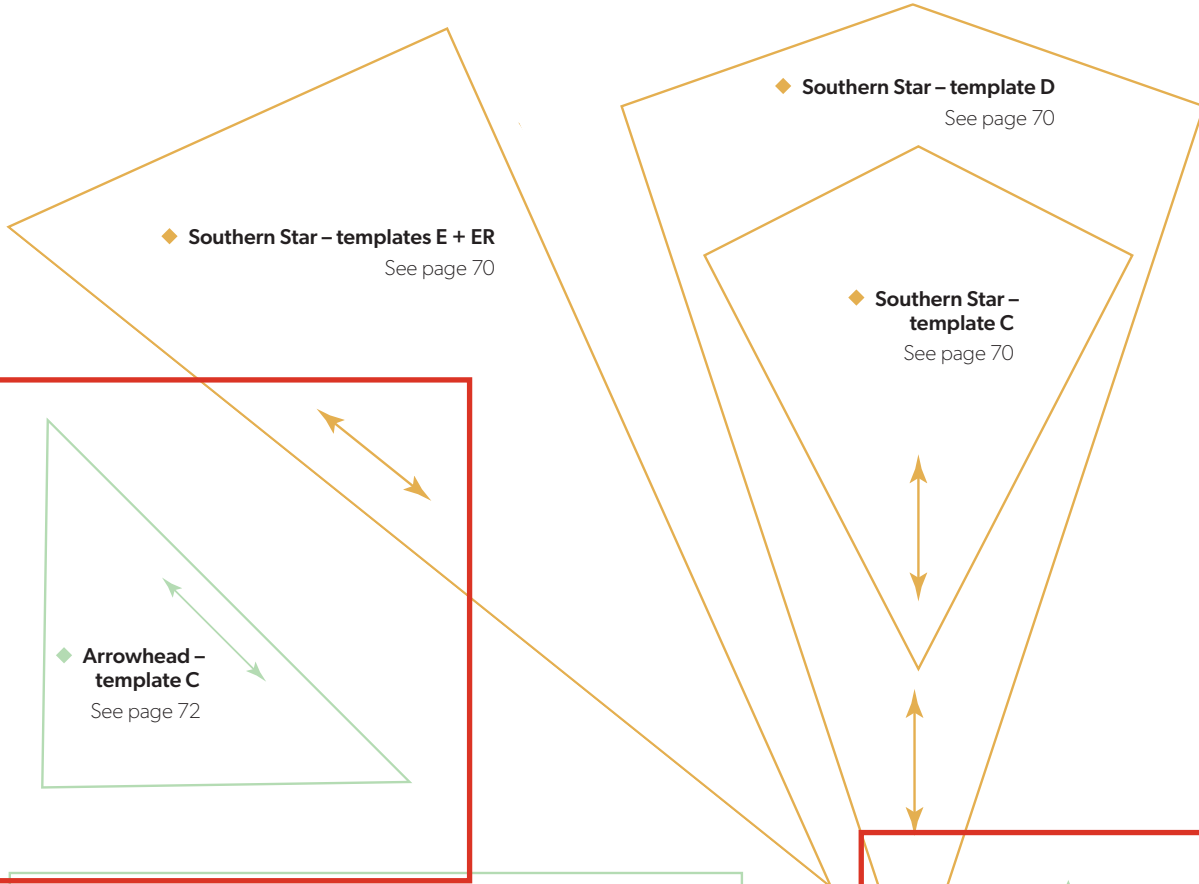 Southern Star – template D
See page 70
Southern Star – templates E + ER
See page 70
Southern Star –
template C
See page 70
Arrowhead –
template C
See page 72